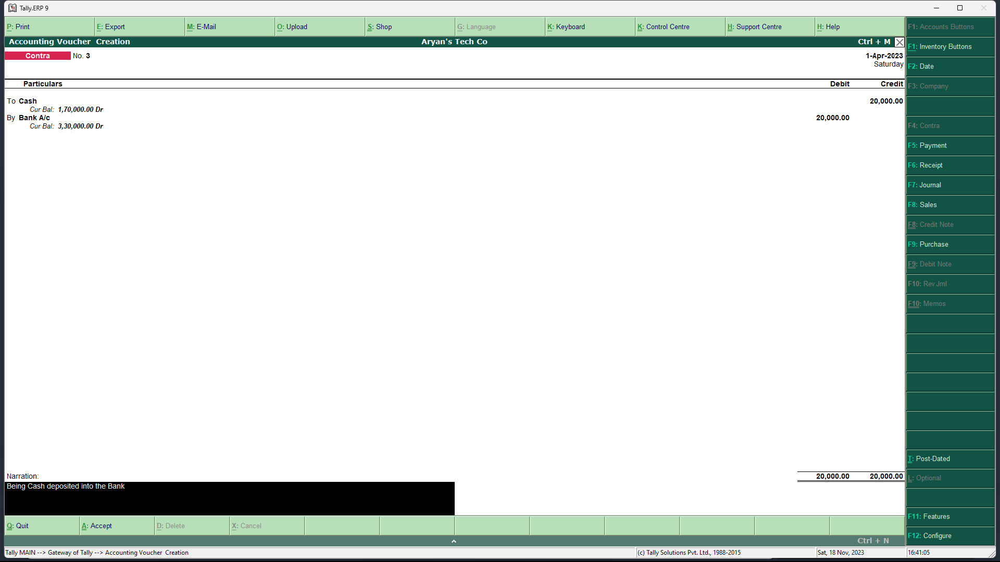 Tally.ERP 9
P: Print E: Export M: E-Mail O: Upload S: Shop G: Language K: Keyboard K: Control Centre H: Support Centre H: Help
Accounting Voucher Creation Aryan's Tech Co Ctrl + M
Contra No. 3 1-Apr-2023
Saturday
Particulars Debit Credit
To Cash 20,000.00
Cur Bal: 1,70,000.00 Dr
By Bank A/c 20,000.00
Cur Bal: 3,30,000.00 Dr
Narration: 20,000.00 20,000.00
Being Cash deposited into the Bank
Q: Quit A: Accept D: Delete X: Cancel
Ctrl + N
F1: Accounts Buttons
F1: Inventory Buttons
F2: Date
F3: Company
F4: Contra
F5: Payment
F6: Receipt
F7: Journal
F8: Sales
F8: Credit Note
F9: Purchase
F9: Debit Note
F10: Rev Jrnl
F10: Memos
T: Post-Dated
L: Optional
F11: Features
F12: Configure
Tally MAIN --> Gateway of Tally --> Accounting Voucher Creation (c) Tally Solutions Pvt. Ltd., 1988-2015 Sat, 18 Nov, 2023 16:41:05